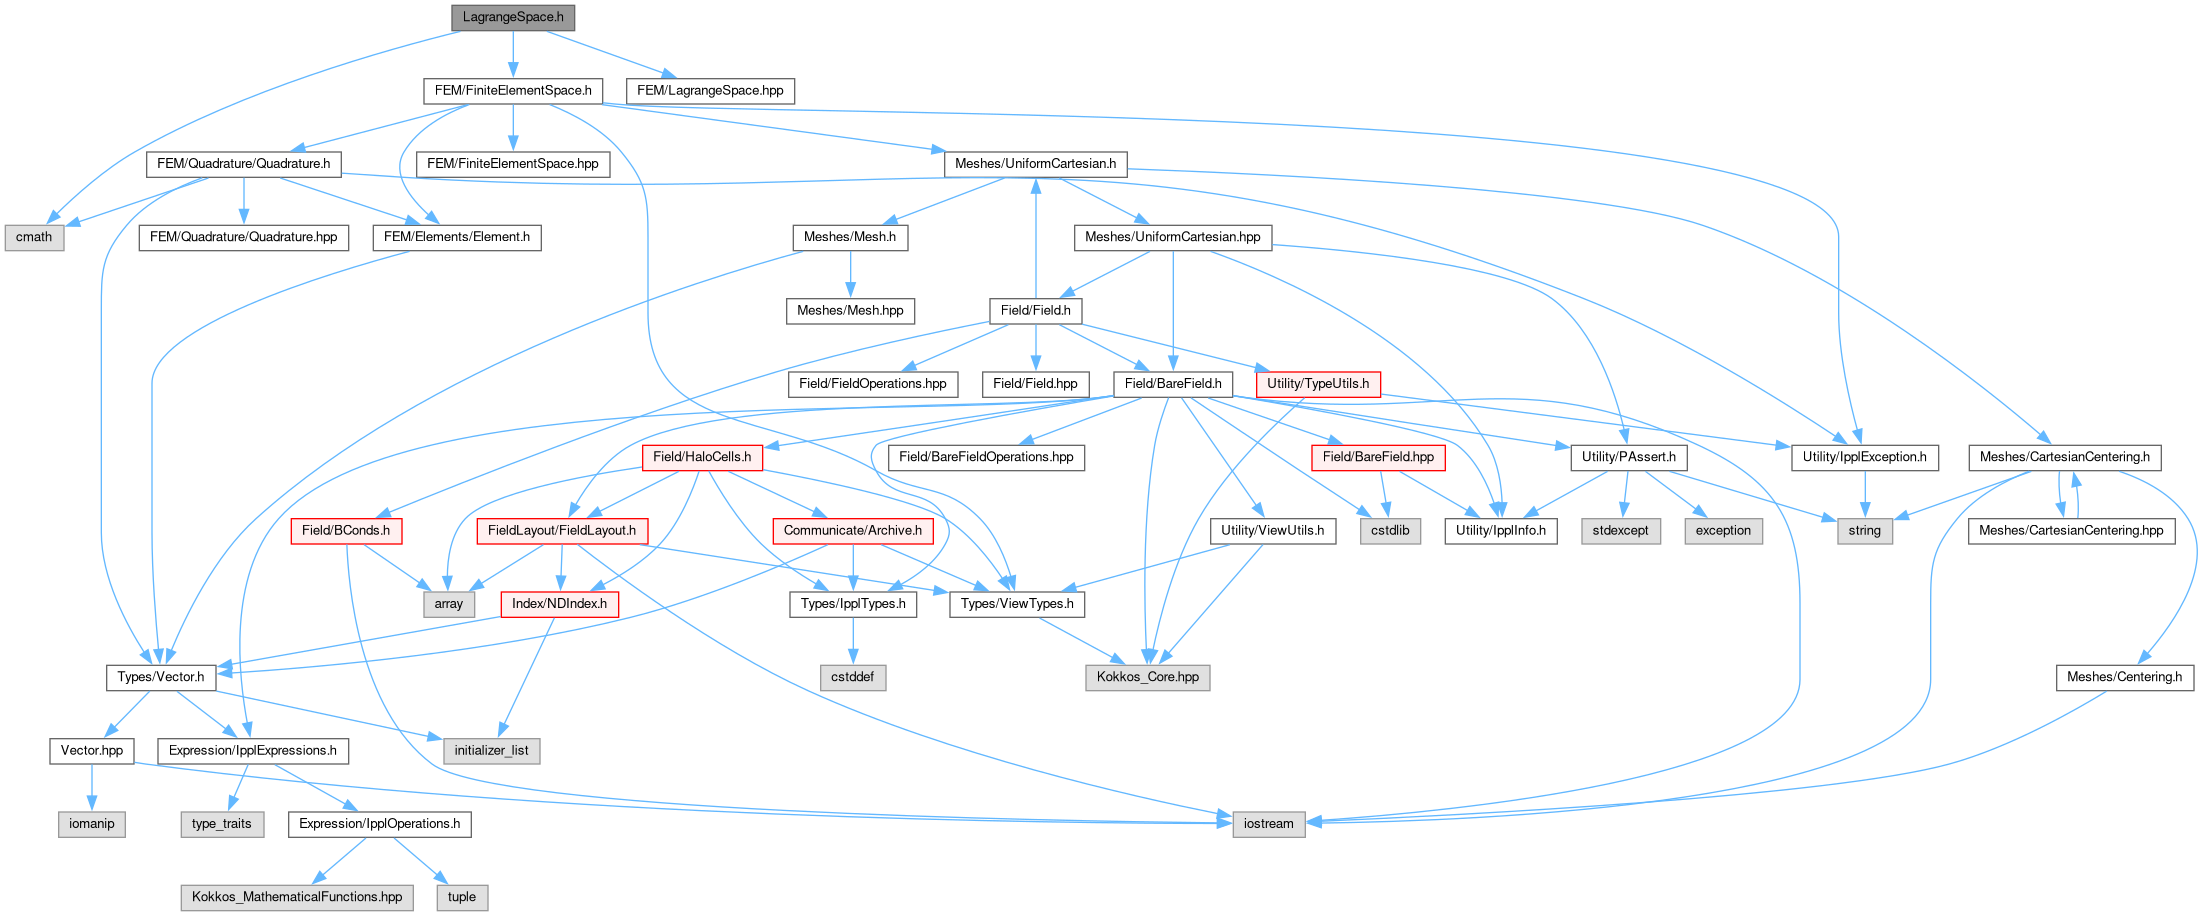 LagrangeSpace.h
FEM/FiniteElementSpace.h
FEM/LagrangeSpace.hpp
FEM/Quadrature/Quadrature.h
FEM/FiniteElementSpace.hpp
Meshes/UniformCartesian.h
cmath
FEM/Quadrature/Quadrature.hpp
FEM/Elements/Element.h
Meshes/Mesh.h
Meshes/UniformCartesian.hpp
Meshes/Mesh.hpp
Field/Field.h
Field/FieldOperations.hpp
Field/Field.hpp
Field/BareField.h
Utility/TypeUtils.h
Field/HaloCells.h
Field/BareFieldOperations.hpp
Field/BareField.hpp
Utility/PAssert.h
Utility/IpplException.h
Meshes/CartesianCentering.h
Field/BConds.h
FieldLayout/FieldLayout.h
Communicate/Archive.h
Utility/ViewUtils.h
cstdlib
Utility/IpplInfo.h
stdexcept
exception
string
Meshes/CartesianCentering.hpp
array
Index/NDIndex.h
Types/IpplTypes.h
Types/ViewTypes.h
Types/Vector.h
cstddef
Kokkos_Core.hpp
Meshes/Centering.h
Vector.hpp
Expression/IpplExpressions.h
initializer_list
iomanip
type_traits
Expression/IpplOperations.h
iostream
Kokkos_MathematicalFunctions.hpp
tuple